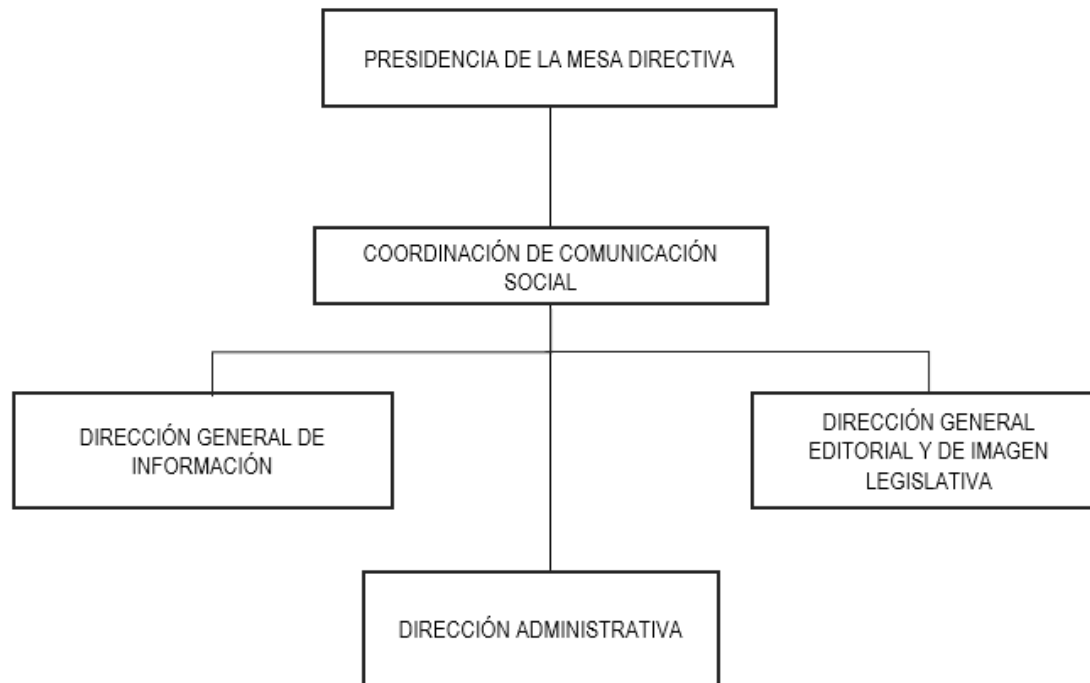 PRESIDENCIA DE LA MESA DIRECTIVA
COORDINACIÓN DE COMUNICACIÓN
SOCIAL
DIRECCIÓN GENERAL DE
INFORMACIÓN
DIRECCIÓN GENERAL
EDITORIAL Y DE IMAGEN
LEGISLATIVA
DIRECCIÓN ADMINISTRATIVA